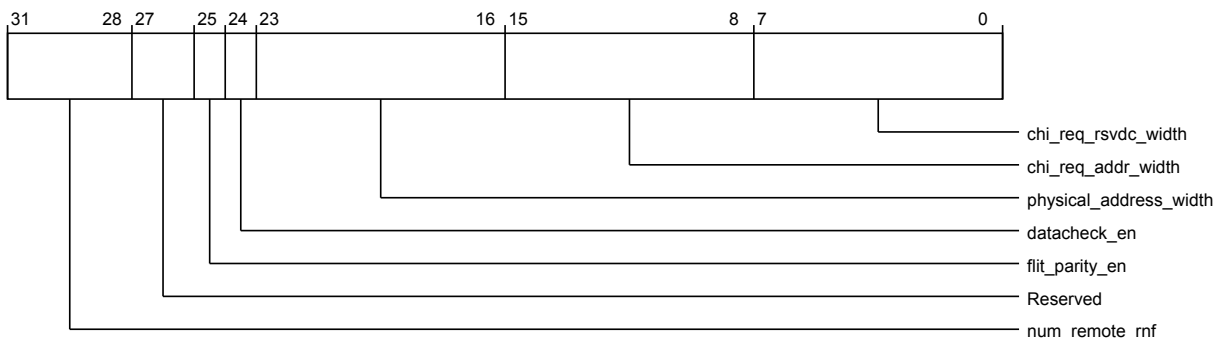 31 28 27 25 24 23 16 15 8 7 0
chi_req_rsvdc_width
chi_req_addr_width
physical_address_width
datacheck_en
flit_parity_en
Reserved
num_remote_rnf